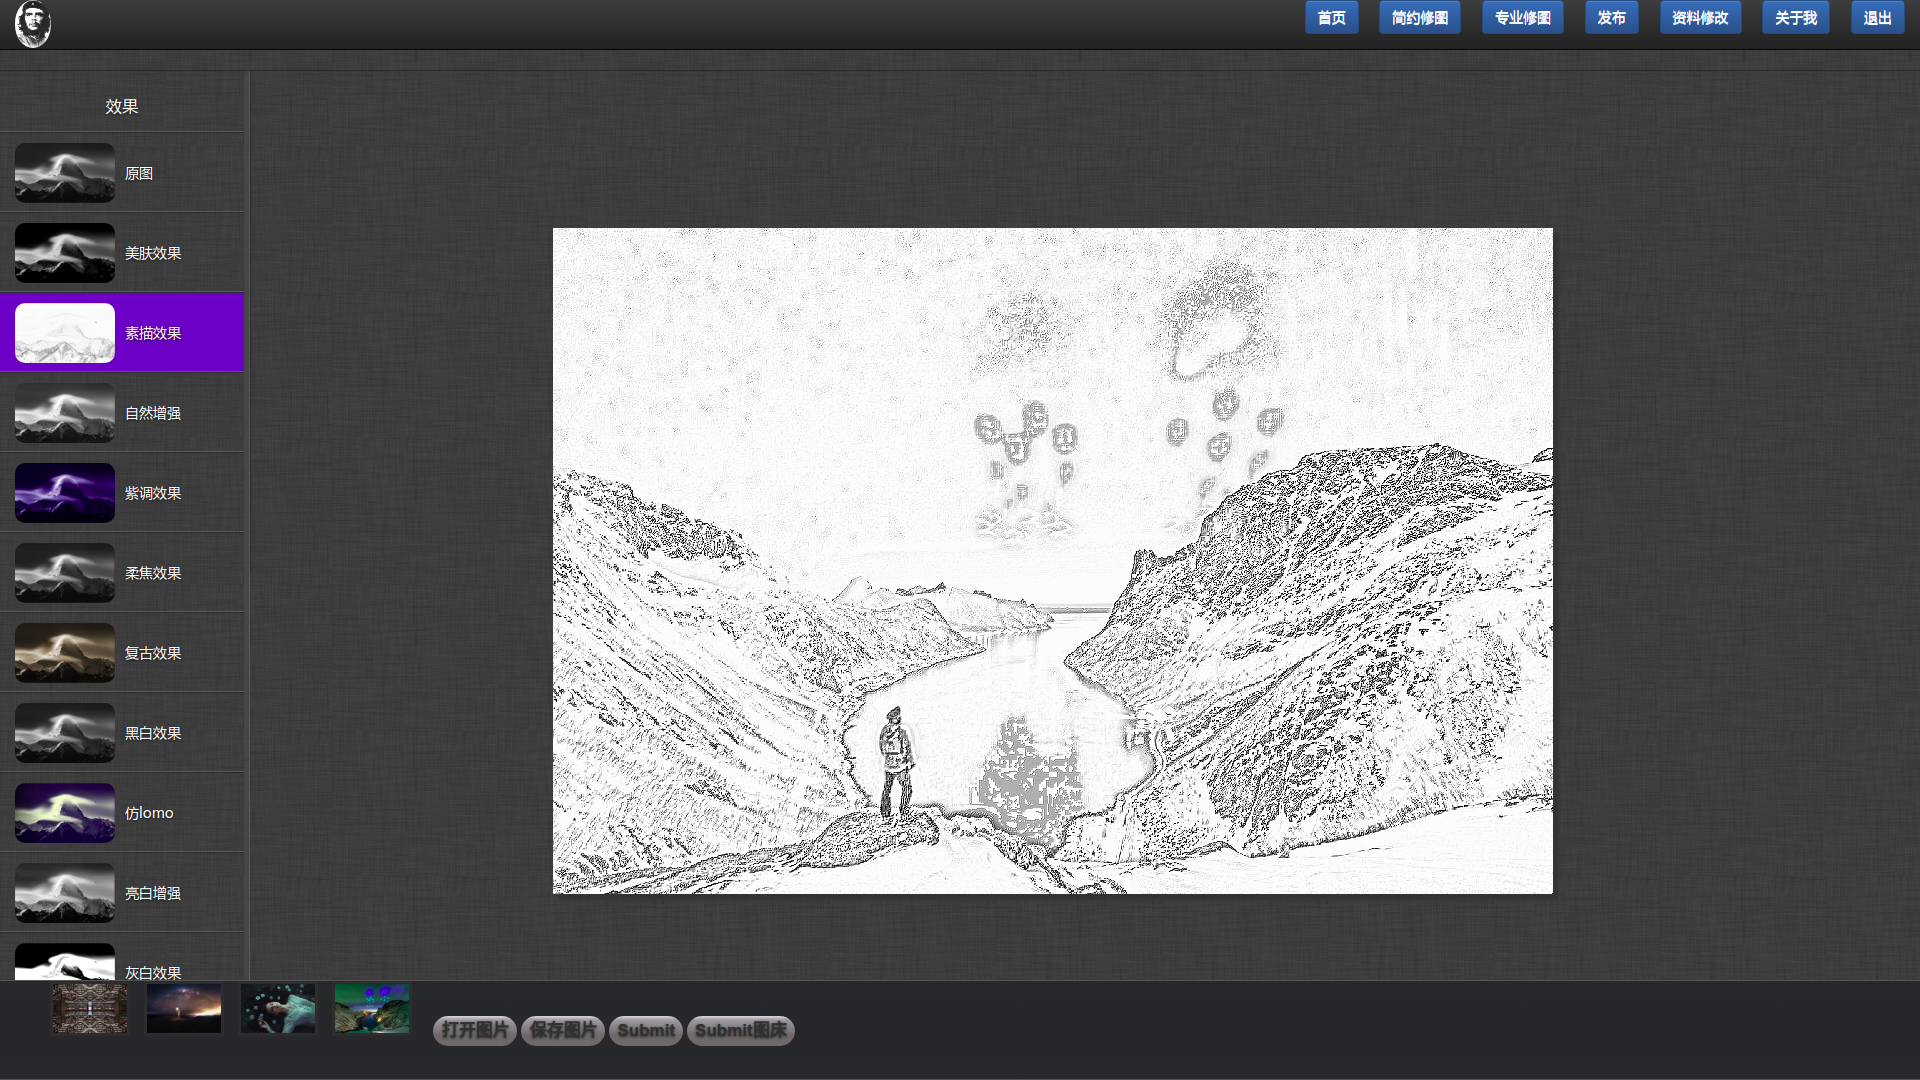 首页 简约修图 专业修图 发布 资料修改 关于我 退出
效果
原图
美肤效果
素描效果
自然增强
紫调效果
柔焦效果
复古效果
黑白效果
仿lomo
亮白增强
灰白效果
打开图片 保存图片 Submit Submit图床